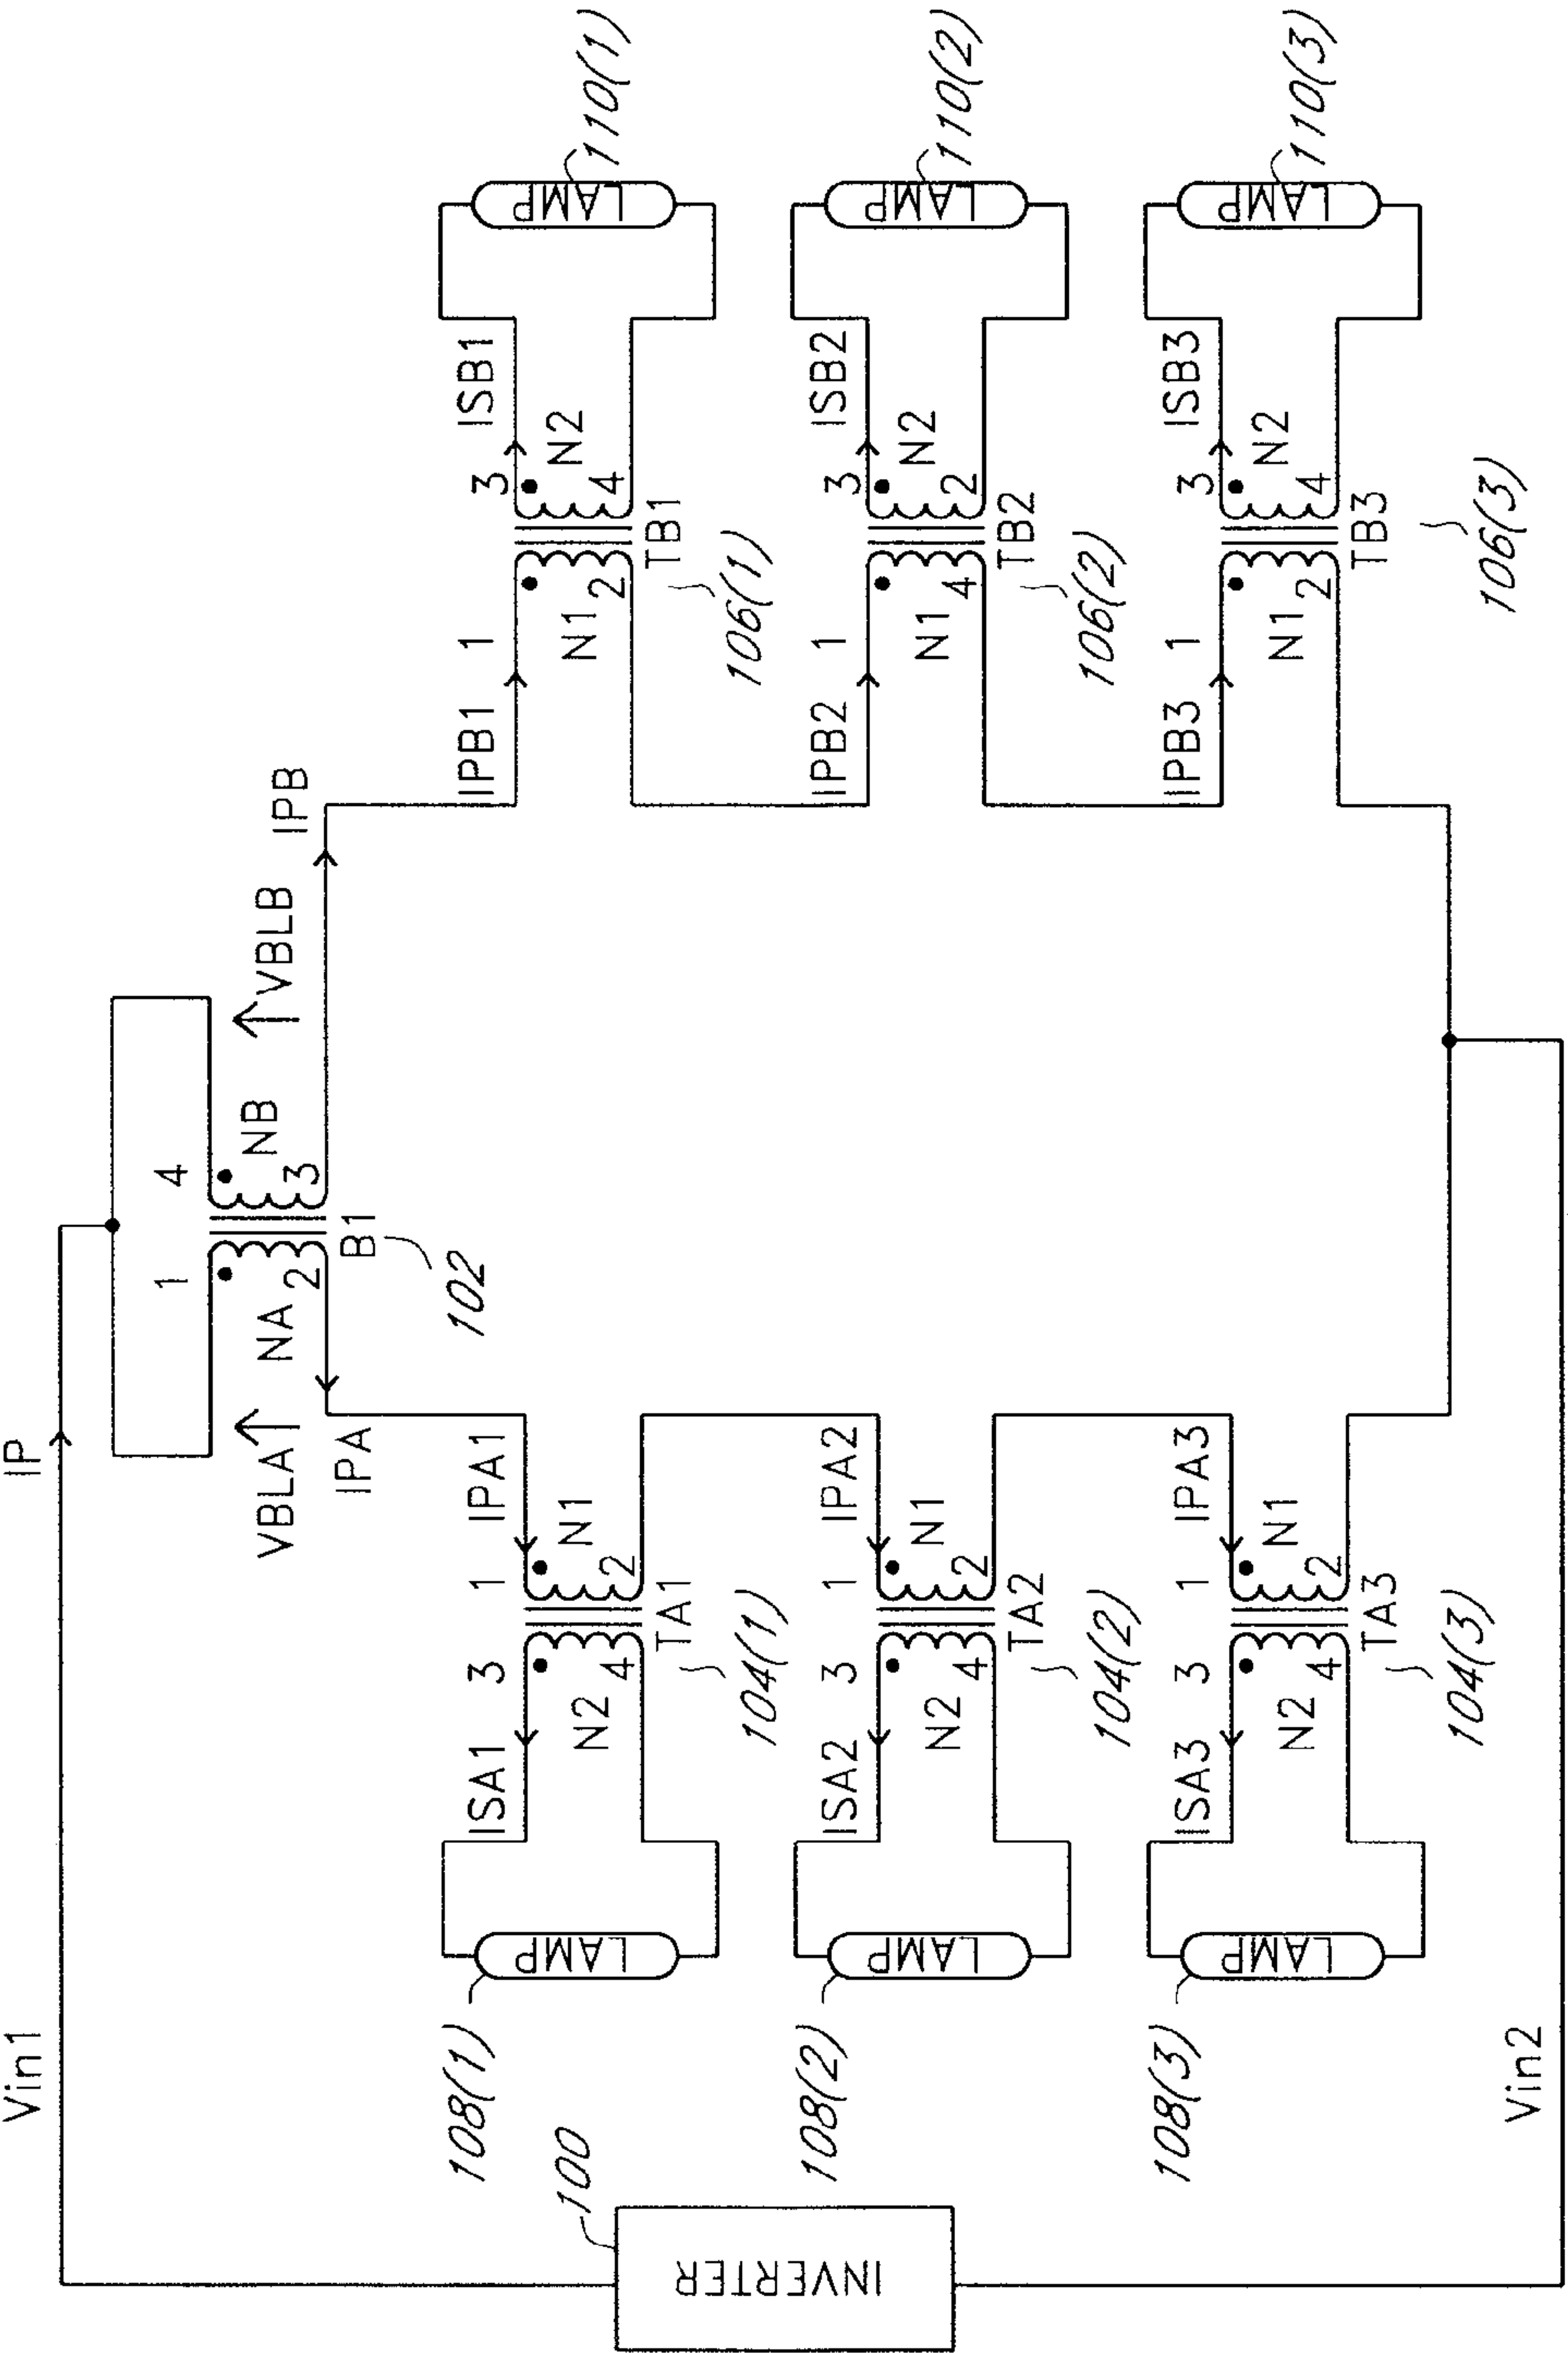 IP
Vin1
1
4
NA
NB
2
3
VBLA
VBLB
B1
102
IPA
IPB
ISA1
3
1
IPA1
N2
N1
4
2
TA1
104(1)
LAMP
108(1)
IPB1
1
3
ISB1
N1
N2
2
4
TB1
106(1)
LAMP
110(1)
100
INVERTER
ISA2
3
1
IPA2
N2
N1
4
2
TA2
104(2)
LAMP
108(2)
IPB2
1
3
ISB2
N1
N2
4
2
TB2
106(2)
LAMP
110(2)
ISA3
3
1
IPA3
N2
N1
4
2
TA3
104(3)
LAMP
108(3)
IPB3
1
3
ISB3
N1
N2
2
4
TB3
106(3)
LAMP
110(3)
Vin2